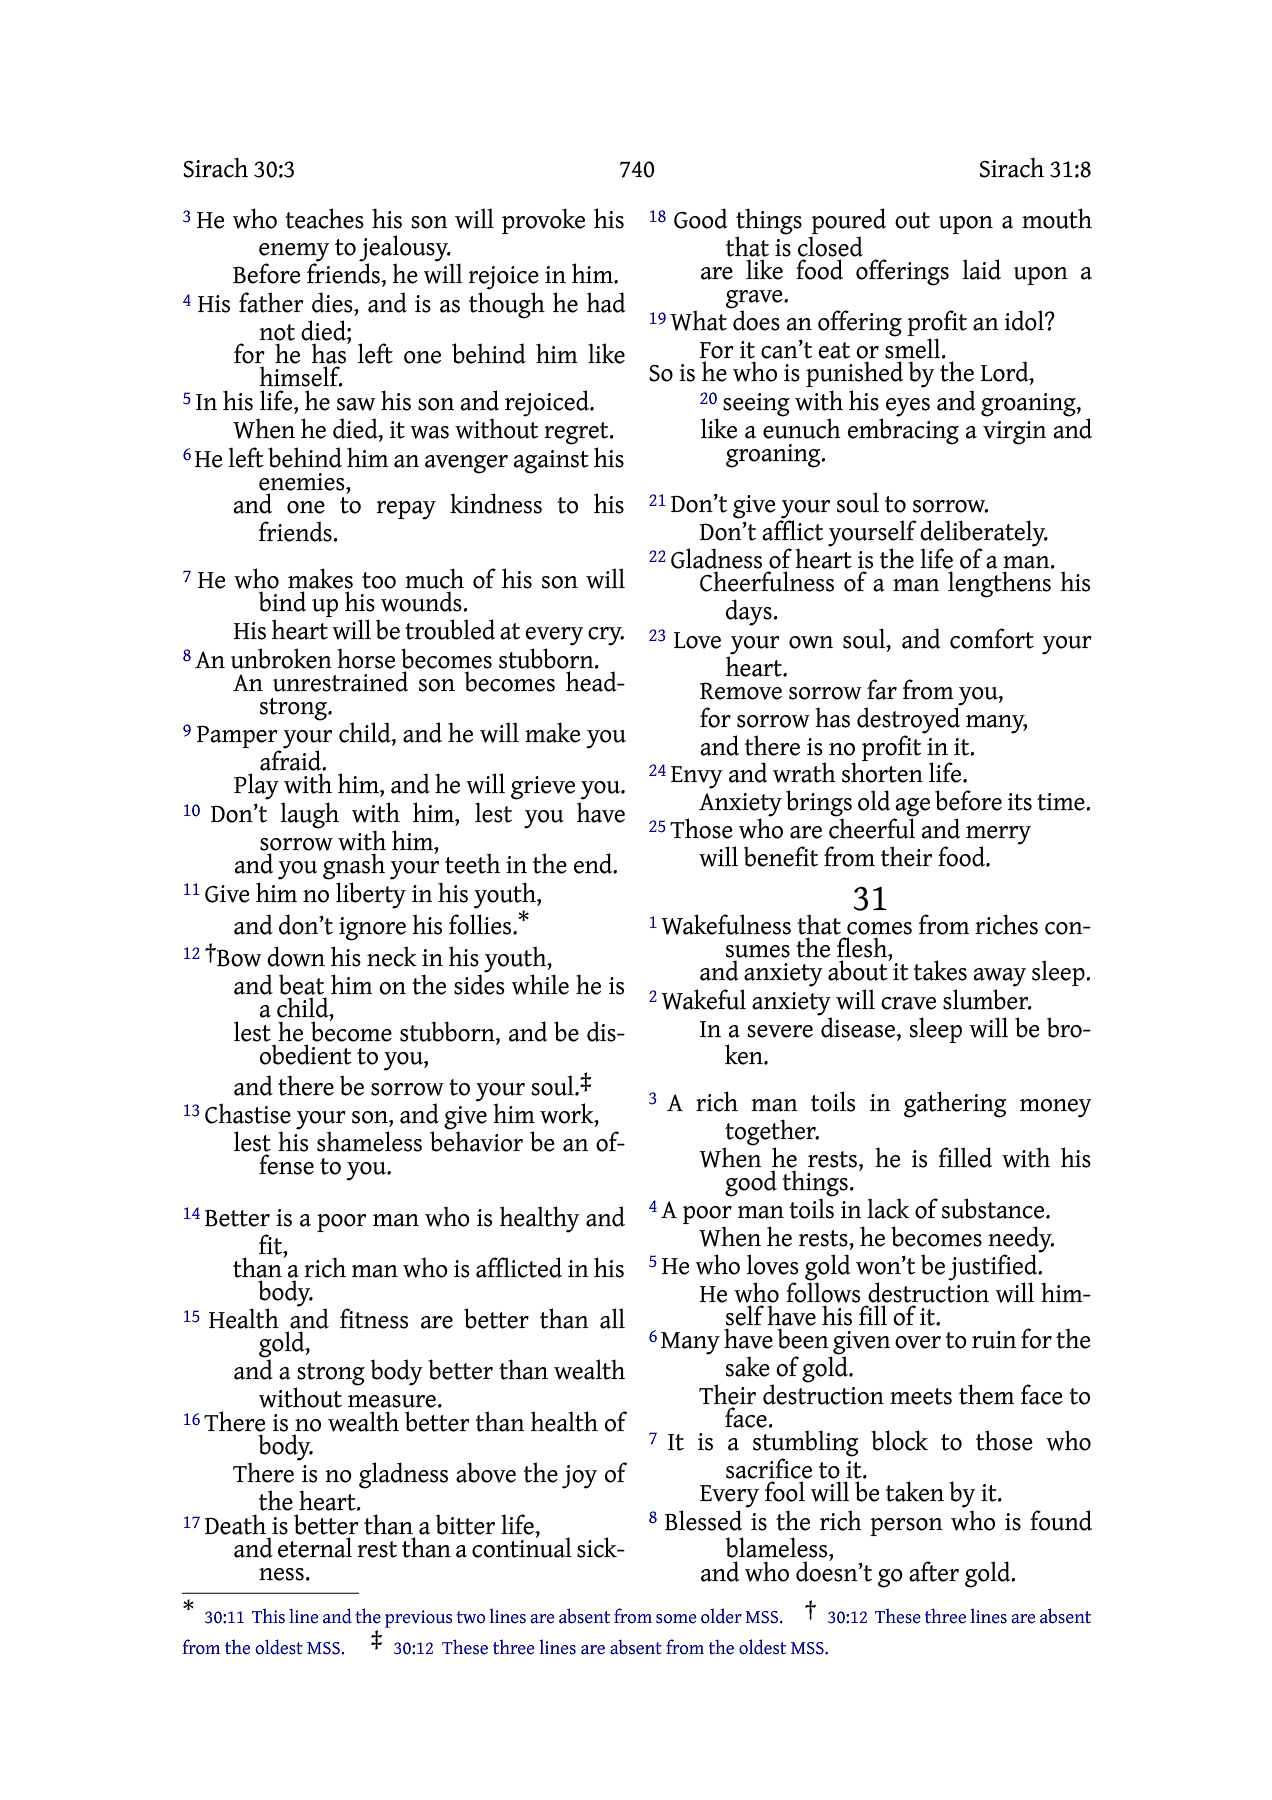 Sirach 30:3 740 Sirach 31:8
3 He who teaches his son will provoke his
enemy to jealousy.
Before friends, he will rejoice in him.
4 His father dies, and is as though he had
not died;
for he has left one behind him like
himself.
5 In his life, he saw his son and rejoiced.
When he died, it was without regret.
6 He left behind him an avenger against his
enemies,
and one to repay kindness to his
friends.
7 He who makes too much of his son will
bind up his wounds.
His heart will be troubled at every cry.
8 An unbroken horse becomes stubborn.
An unrestrained son becomes head-
strong.
9 Pamper your child, and he will make you
afraid.
Play with him, and he will grieve you.
10 Don’t laugh with him, lest you have
sorrow with him,
and you gnash your teeth in the end.
11 Give him no liberty in his youth,
and don’t ignore his follies.*
12 †Bow down his neck in his youth,
and beat him on the sides while he is
a child,
lest he become stubborn, and be dis-
obedient to you,
and there be sorrow to your soul.‡
13 Chastise your son, and give him work,
lest his shameless behavior be an of-
fense to you.
14 Better is a poor man who is healthy and
fit,
than a rich man who is afflicted in his
body.
15 Health and fitness are better than all
gold,
and a strong body better than wealth
without measure.
16 There is no wealth better than health of
body.
There is no gladness above the joy of
the heart.
17 Death is better than a bitter life,
and eternal rest than a continual sick-
ness.
18 Good things poured out upon a mouth
that is closed
are like food offerings laid upon a
grave.
19 What does an offering profit an idol?
For it can’t eat or smell.
So is he who is punished by the Lord,
20 seeing with his eyes and groaning,
like a eunuch embracing a virgin and
groaning.
21 Don’t give your soul to sorrow.
Don’t afflict yourself deliberately.
22 Gladness of heart is the life of a man.
Cheerfulness of a man lengthens his
days.
23 Love your own soul, and comfort your
heart.
Remove sorrow far from you,
for sorrow has destroyed many,
and there is no profit in it.
24 Envy and wrath shorten life.
Anxiety brings old age before its time.
25 Those who are cheerful and merry
will benefit from their food.
31
1 Wakefulness that comes from riches con-
sumes the flesh,
and anxiety about it takes away sleep.
2 Wakeful anxiety will crave slumber.
In a severe disease, sleep will be bro-
ken.
3 A rich man toils in gathering money
together.
When he rests, he is filled with his
good things.
4 A poor man toils in lack of substance.
When he rests, he becomes needy.
5 He who loves gold won’t be justified.
He who follows destruction will him-
self have his fill of it.
6 Many have been given over to ruin for the
sake of gold.
Their destruction meets them face to
face.
7 It is a stumbling block to those who
sacrifice to it.
Every fool will be taken by it.
8 Blessed is the rich person who is found
blameless,
and who doesn’t go after gold.
* 30:11 This line and the previous two lines are absent from some older MSS. † 30:12 These three lines are absent
from the oldest MSS. ‡ 30:12 These three lines are absent from the oldest MSS.